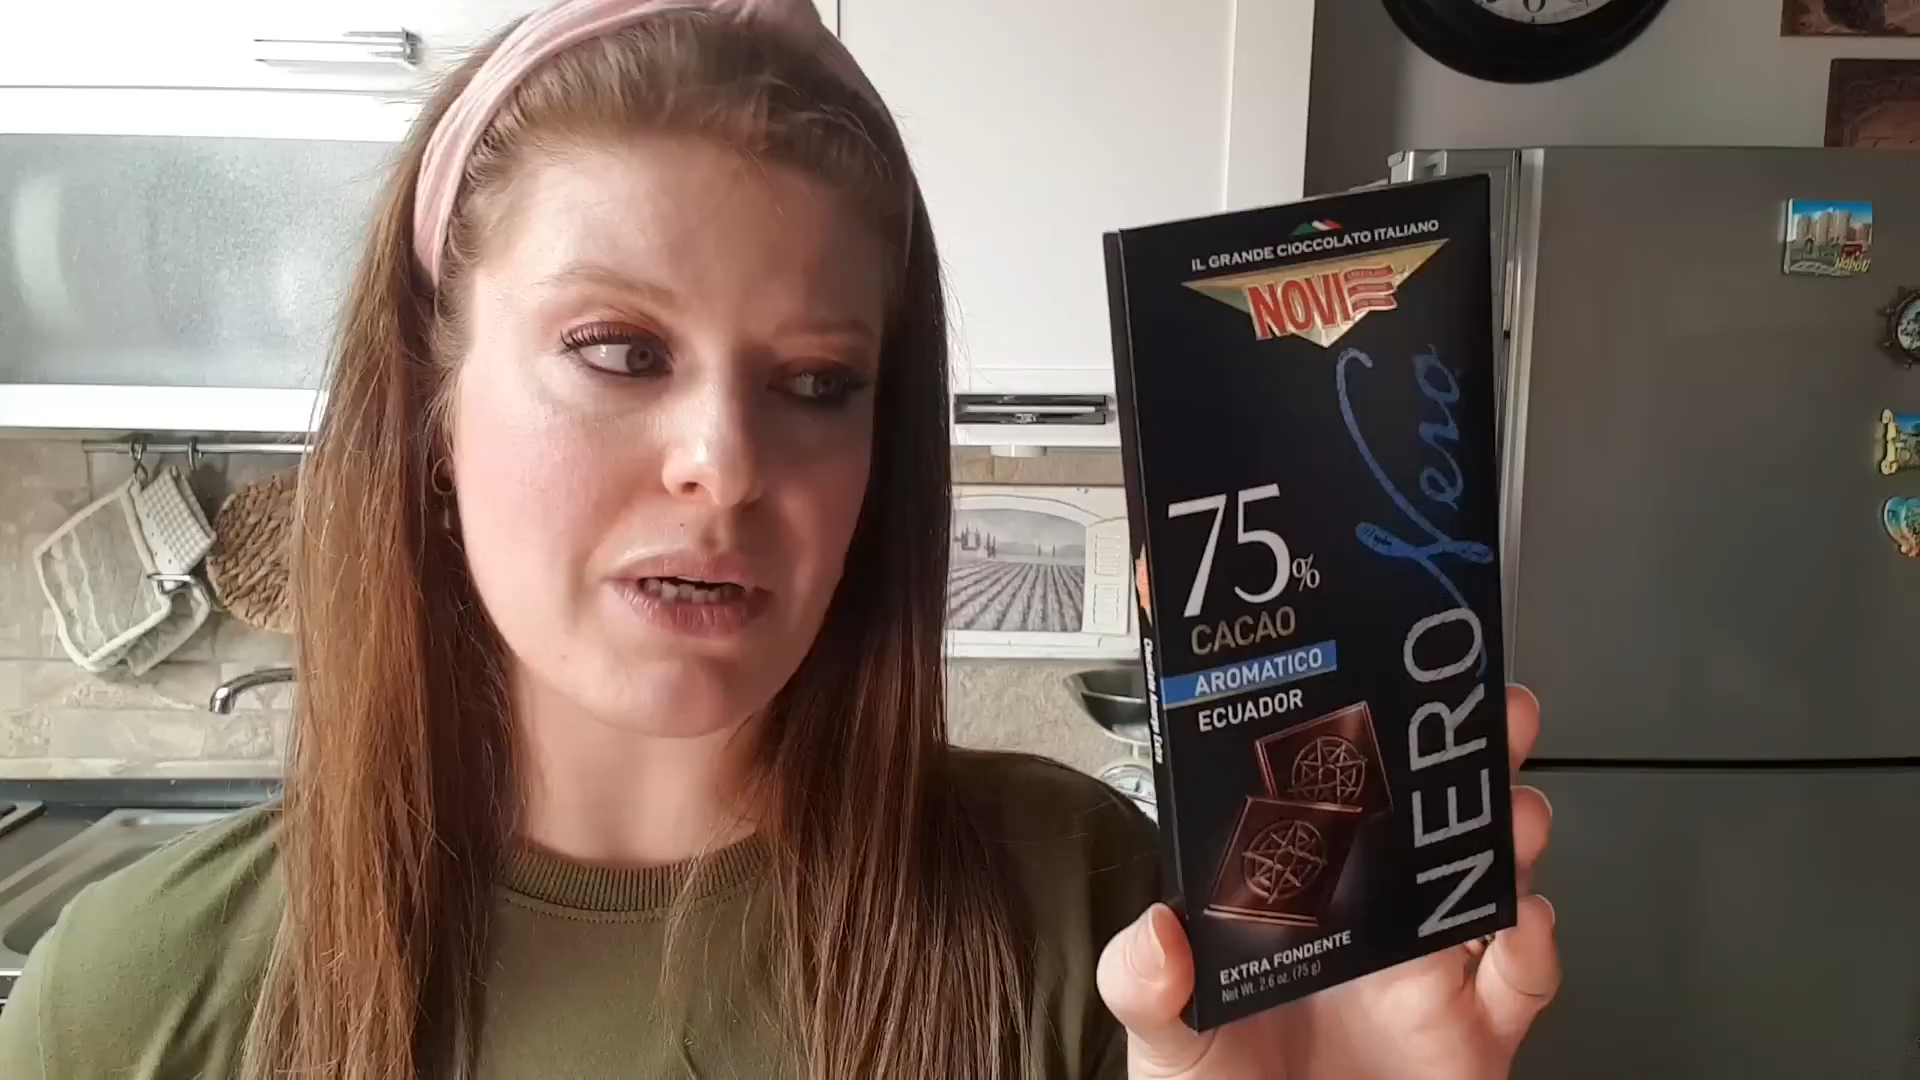 IL GRANDE CIOCCOLATO ITALIANO
NOVI
NERO Nero
75%
CACAO
AROMATICO
ECUADOR
EXTRA FONDENTE
Net Wt. 2.6 oz. (75 g)
Napoli